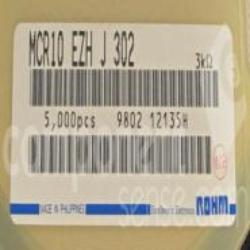 MCR10 EZH J 302
3kΩ
5,000pcs 9802 12135H
MADE IN PHILIPPINES
ROHM